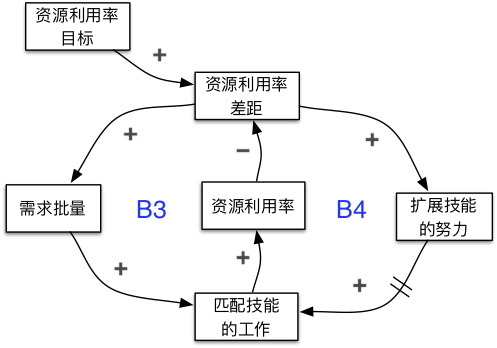 资源利用率
目标
+
资源利用率
差距
+
+
−
需求批量
B3
资源利用率
B4
扩展技能
的努力
+
+
+
匹配技能
的工作